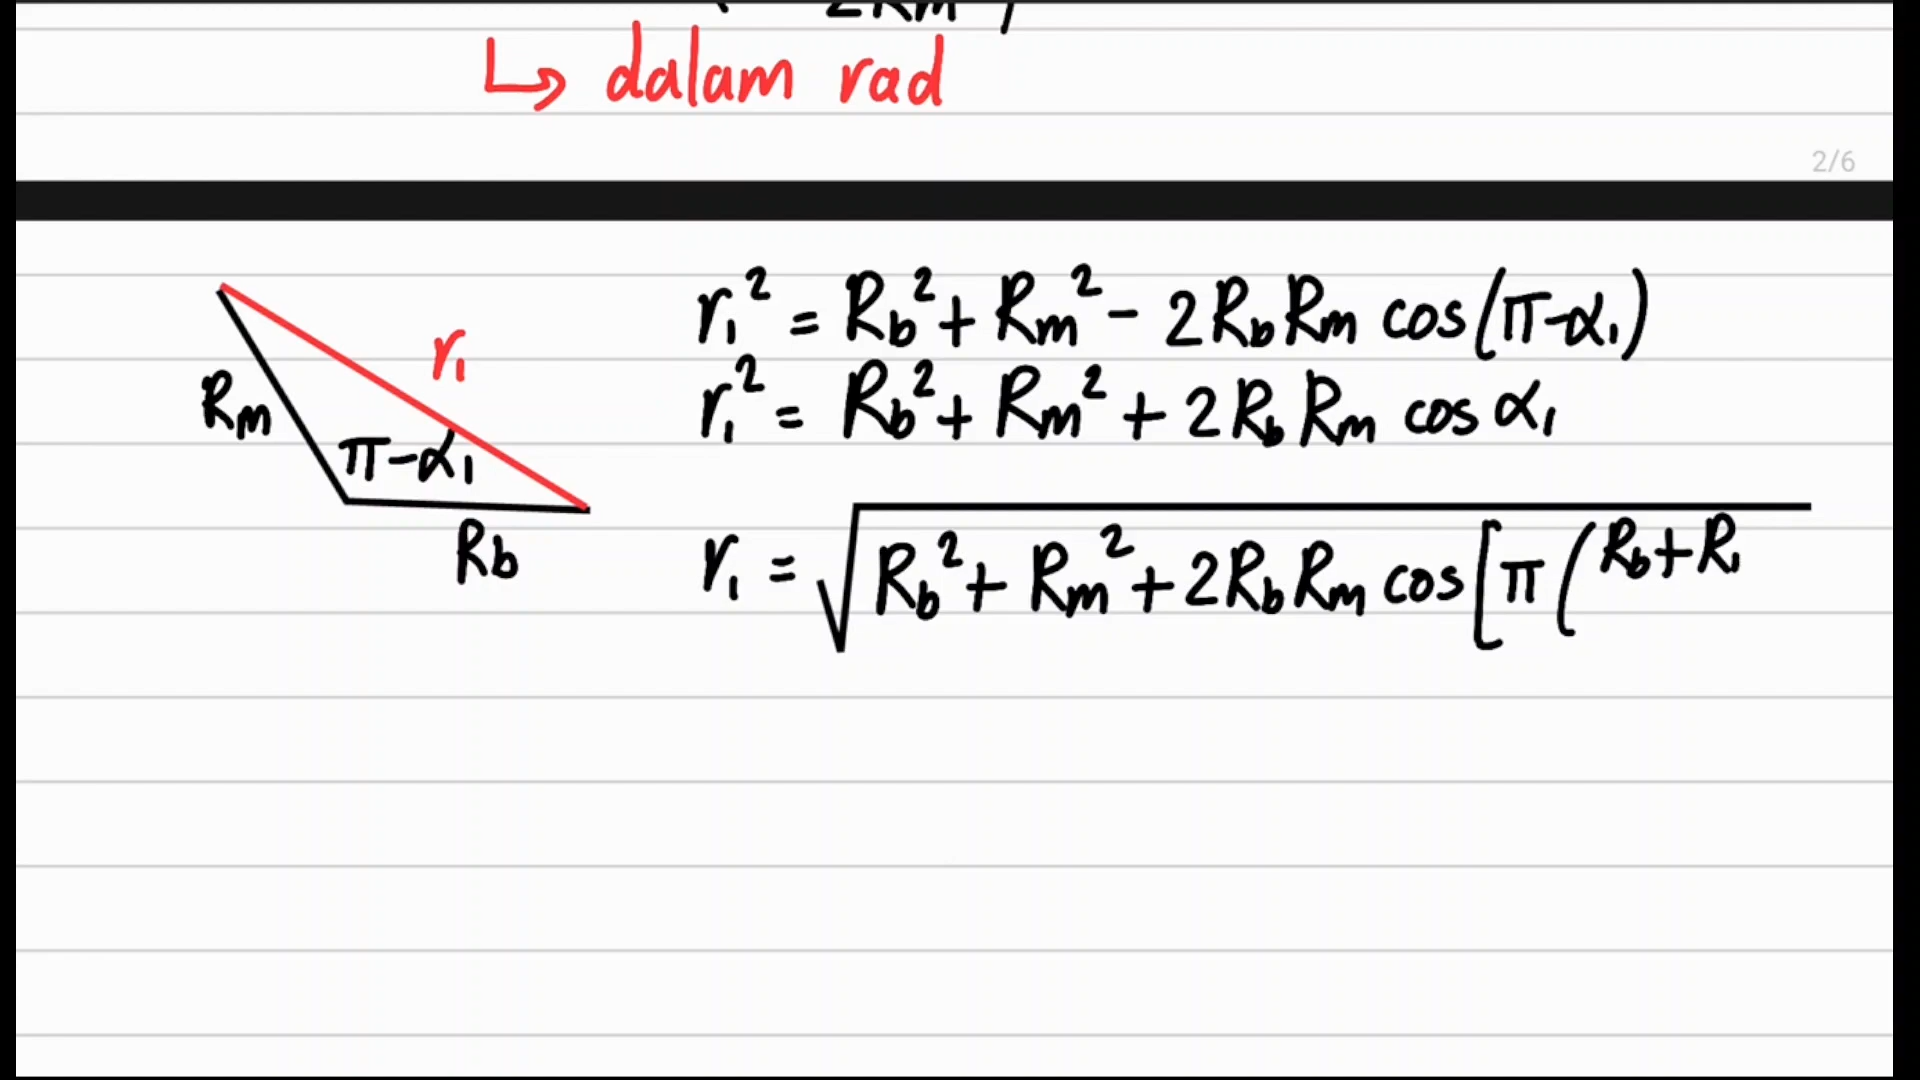 2Rm )
↳ dalam rad
2/6
r₁² = Rb² + Rm² - 2RbRm cos(π-α₁)
r₁² = Rb² + Rm² + 2RbRm cos α₁
r₁
Rm
π-α₁
Rb
r₁ = √Rb² + Rm² + 2RbRm cos[π(Rb+R₁